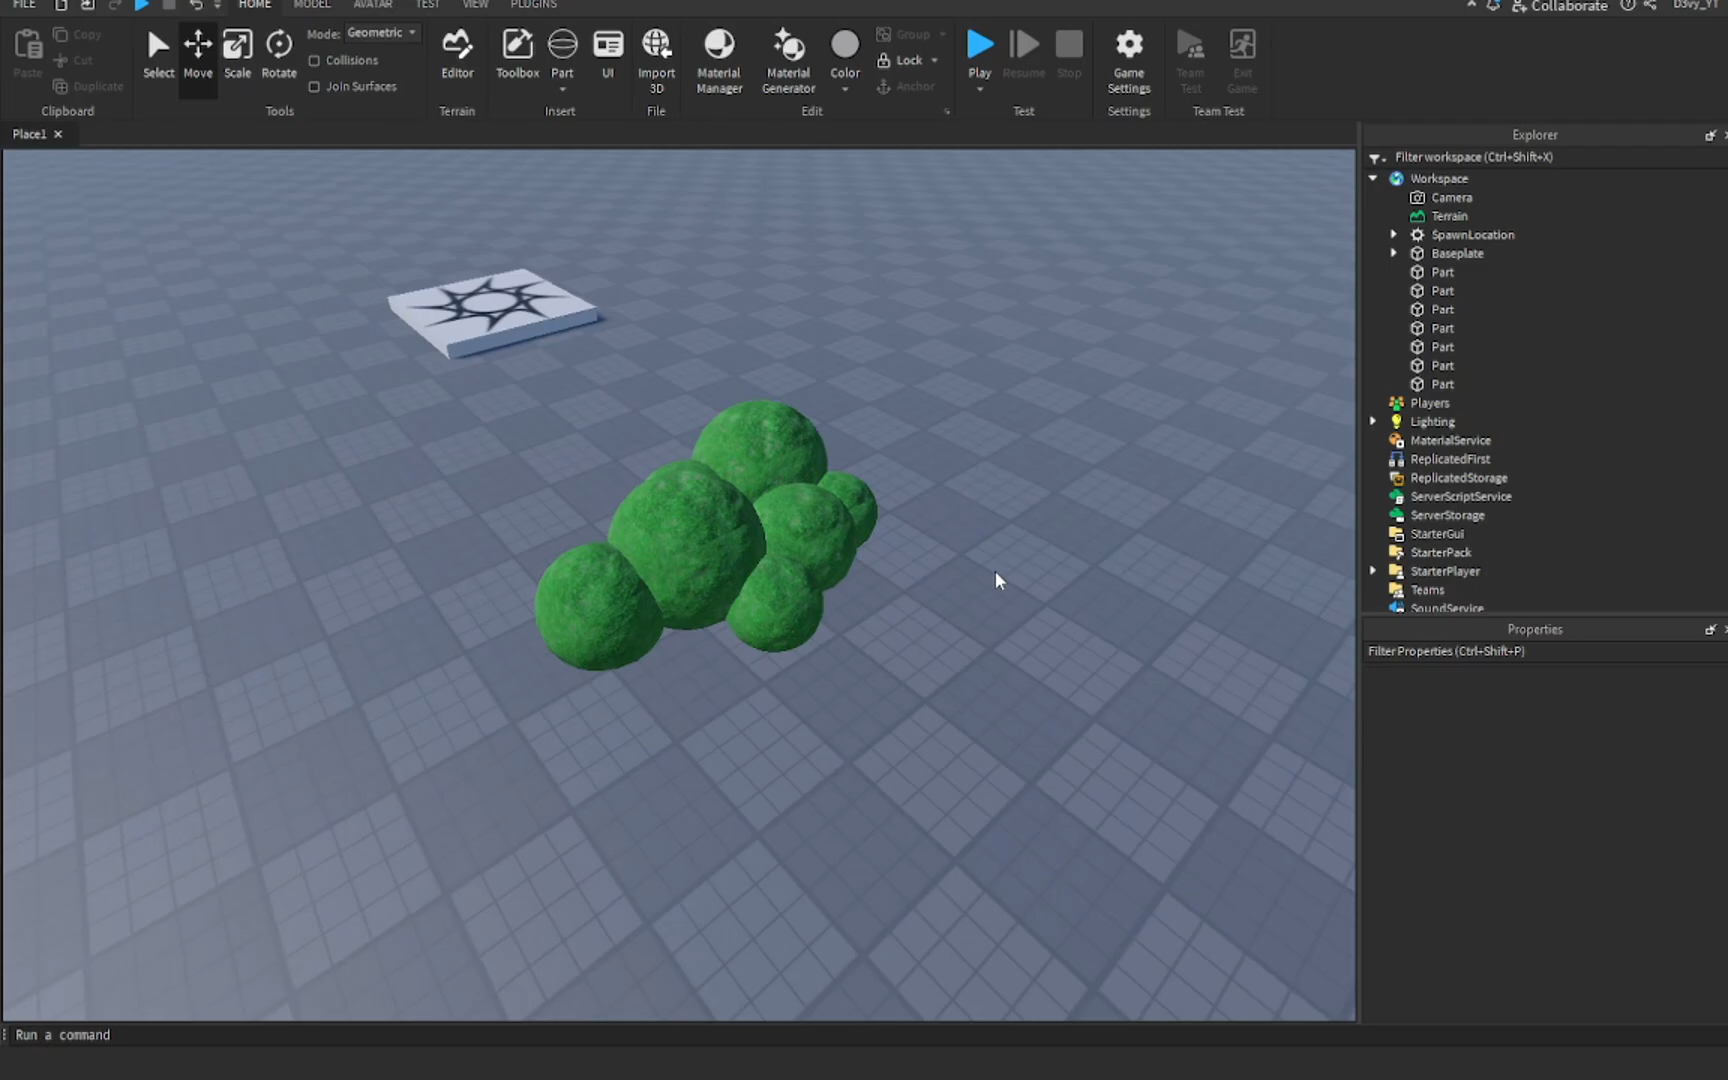 FILE HOME MODEL AVATAR TEST VIEW PLUGINS Collaborate D3vy_YT
Paste Copy Cut Duplicate Clipboard
Select Move Scale Rotate Mode: Geometric Collisions Join Surfaces Tools
Editor Terrain
Toolbox Part UI Insert
Import 3D File
Material Manager Material Generator Color Group Lock Anchor Edit
Play Resume Stop Test
Game Settings Settings
Team Test Exit Game Team Test
Place1
Explorer
Filter workspace (Ctrl+Shift+X)
Workspace
Camera
Terrain
SpawnLocation
Baseplate
Part
Part
Part
Part
Part
Part
Part
Players
Lighting
MaterialService
ReplicatedFirst
ReplicatedStorage
ServerScriptService
ServerStorage
StarterGui
StarterPack
StarterPlayer
Teams
SoundService
Properties
Filter Properties (Ctrl+Shift+P)
Run a command